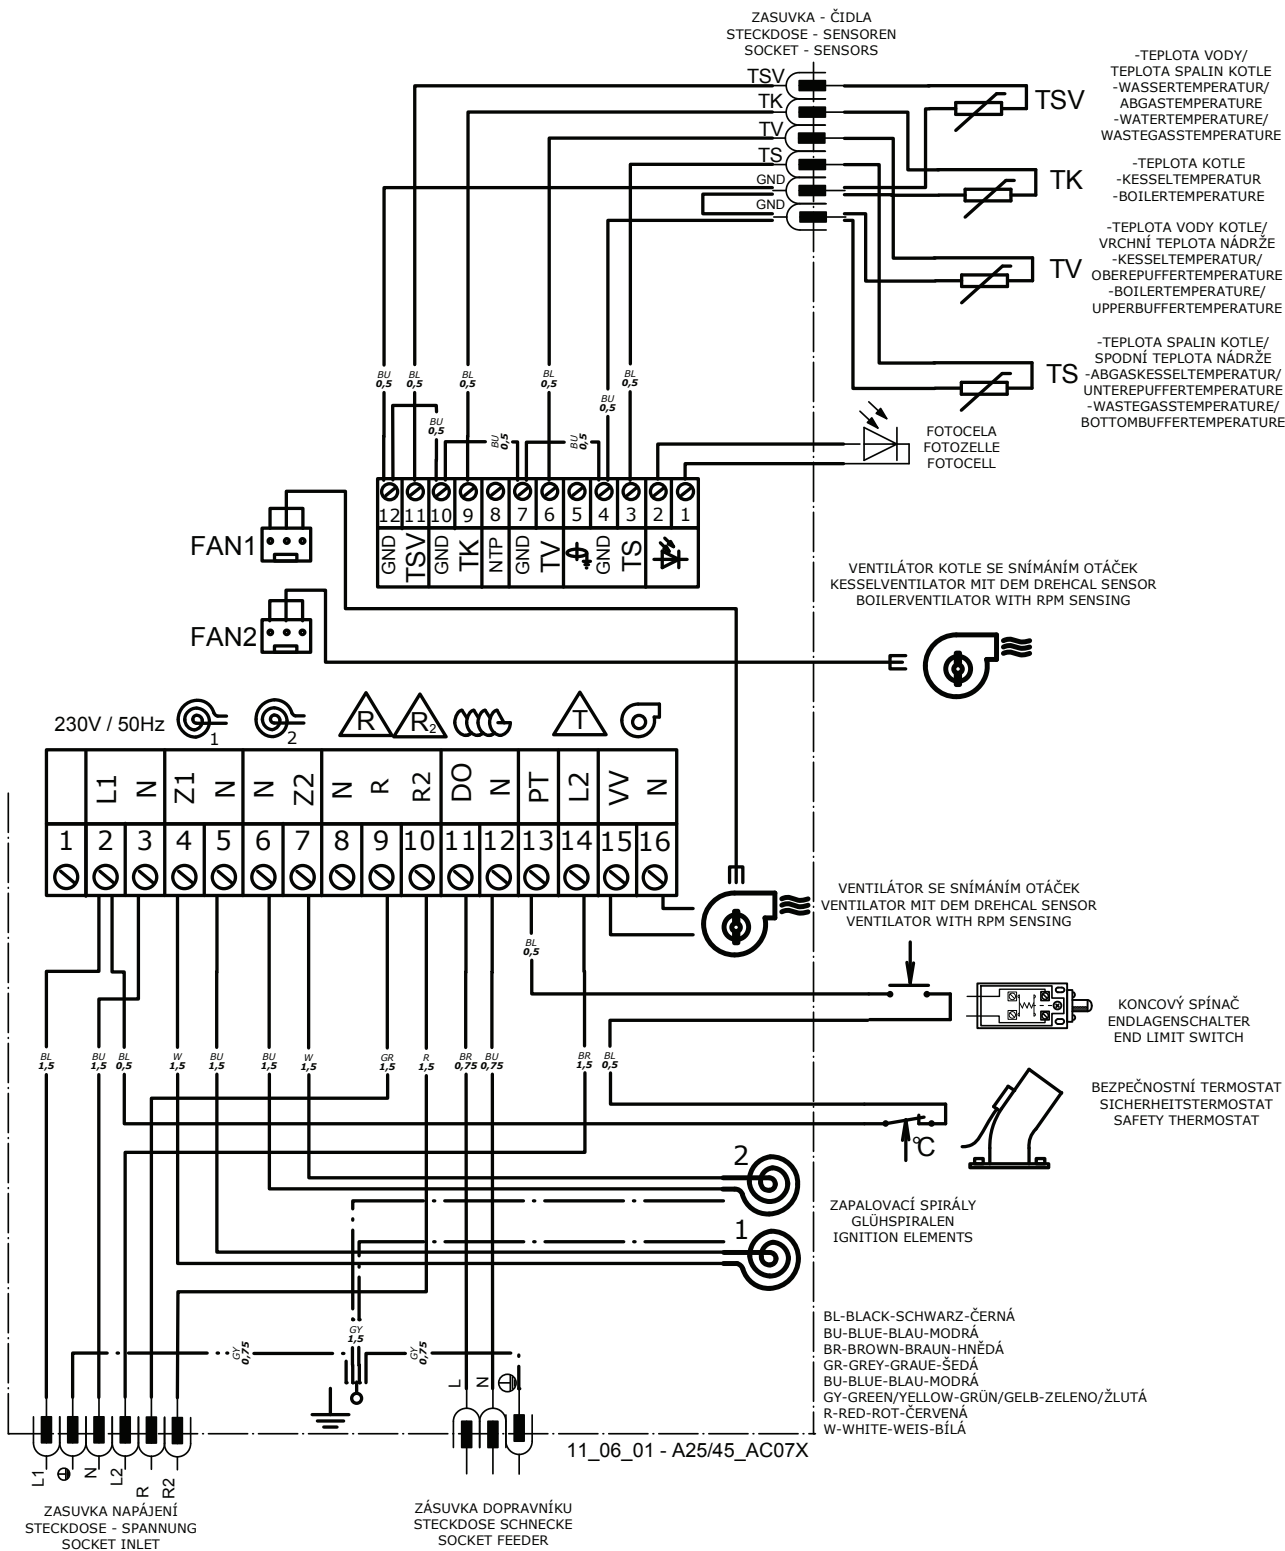 ZASUVKA - ČIDLA
STECKDOSE - SENSOREN
SOCKET - SENSORS
TSV
TK
TV
TS
GND
GND
TSV
-TEPLOTA VODY/
TEPLOTA SPALIN KOTLE
-WASSERTEMPERATUR/
ABGASTEMPERATURE
-WATERTEMPERATURE/
WASTEGASSTEMPERATURE
TK
-TEPLOTA KOTLE
-KESSELTEMPERATUR
-BOILERTEMPERATURE
TV
-TEPLOTA VODY KOTLE/
VRCHNÍ TEPLOTA NÁDRŽE
-KESSELTEMPERATUR/
OBEREPUFFERTEMPERATURE
-BOILERTEMPERATURE/
UPPERBUFFERTEMPERATURE
TS
-TEPLOTA SPALIN KOTLE/
SPODNÍ TEPLOTA NÁDRŽE
-ABGASKESSELTEMPERATUR/
UNTEREPUFFERTEMPERATURE
-WASTEGASSTEMPERATURE/
BOTTOMBUFFERTEMPERATURE
BU 0,5
BL 0,5
BL 0,5
BL 0,5
BL 0,5
BU 0,5
BU 0,5
BU 0,5
BU 0,5
FOTOCELA
FOTOZELLE
FOTOCELL
12 11 10 9 8 7 6 5 4 3 2 1
GND TSV GND TK NTP GND TV GND TS
FAN1
FAN2
VENTILÁTOR KOTLE SE SNÍMÁNÍM OTÁČEK
KESSELVENTILATOR MIT DEM DREHCAL SENSOR
BOILERVENTILATOR WITH RPM SENSING
230V / 50Hz
1
2
R
R2
T
L1 N Z1 N N Z2 N R R2 DO N PT L2 VV N
1 2 3 4 5 6 7 8 9 10 11 12 13 14 15 16
VENTILÁTOR SE SNÍMÁNÍM OTÁČEK
VENTILATOR MIT DEM DREHCAL SENSOR
VENTILATOR WITH RPM SENSING
BL 0,5
KONCOVÝ SPÍNAČ
ENDLAGENSCHALTER
END LIMIT SWITCH
BL 1,5
BU 1,5
BL 0,5
W 1,5
BU 1,5
BU 1,5
W 1,5
GR 1,5
R 1,5
BR 0,75
BU 0,75
BR 1,5
BL 0,5
BEZPEČNOSTNÍ TERMOSTAT
SICHERHEITSTERMOSTAT
SAFETY THERMOSTAT
°C
2
1
ZAPALOVACÍ SPIRÁLY
GLÜHSPIRALEN
IGNITION ELEMENTS
BL-BLACK-SCHWARZ-ČERNÁ
BU-BLUE-BLAU-MODRÁ
BR-BROWN-BRAUN-HNĚDÁ
GR-GREY-GRAUE-ŠEDÁ
BU-BLUE-BLAU-MODRÁ
GY-GREEN/YELLOW-GRÜN/GELB-ZELENO/ŽLUTÁ
R-RED-ROT-ČERVENÁ
W-WHITE-WEIS-BÍLÁ
GY 0,75
GY 1,5
GY 0,75
L
N
11_06_01 - A25/45_AC07X
L1
N
L2
R
R2
ZASUVKA NAPÁJENÍ
STECKDOSE - SPANNUNG
SOCKET INLET
ZÁSUVKA DOPRAVNÍKU
STECKDOSE SCHNECKE
SOCKET FEEDER